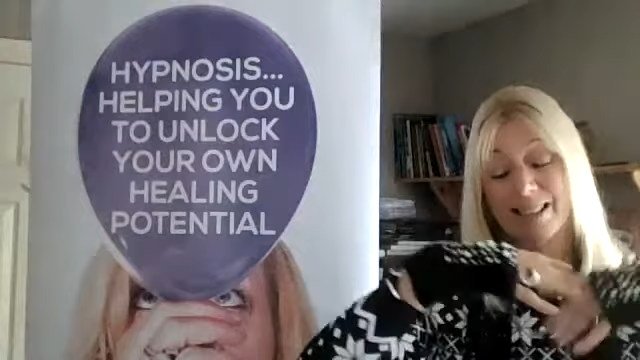 HYPNOSIS...
HELPING YOU
TO UNLOCK
YOUR OWN
HEALING
POTENTIAL